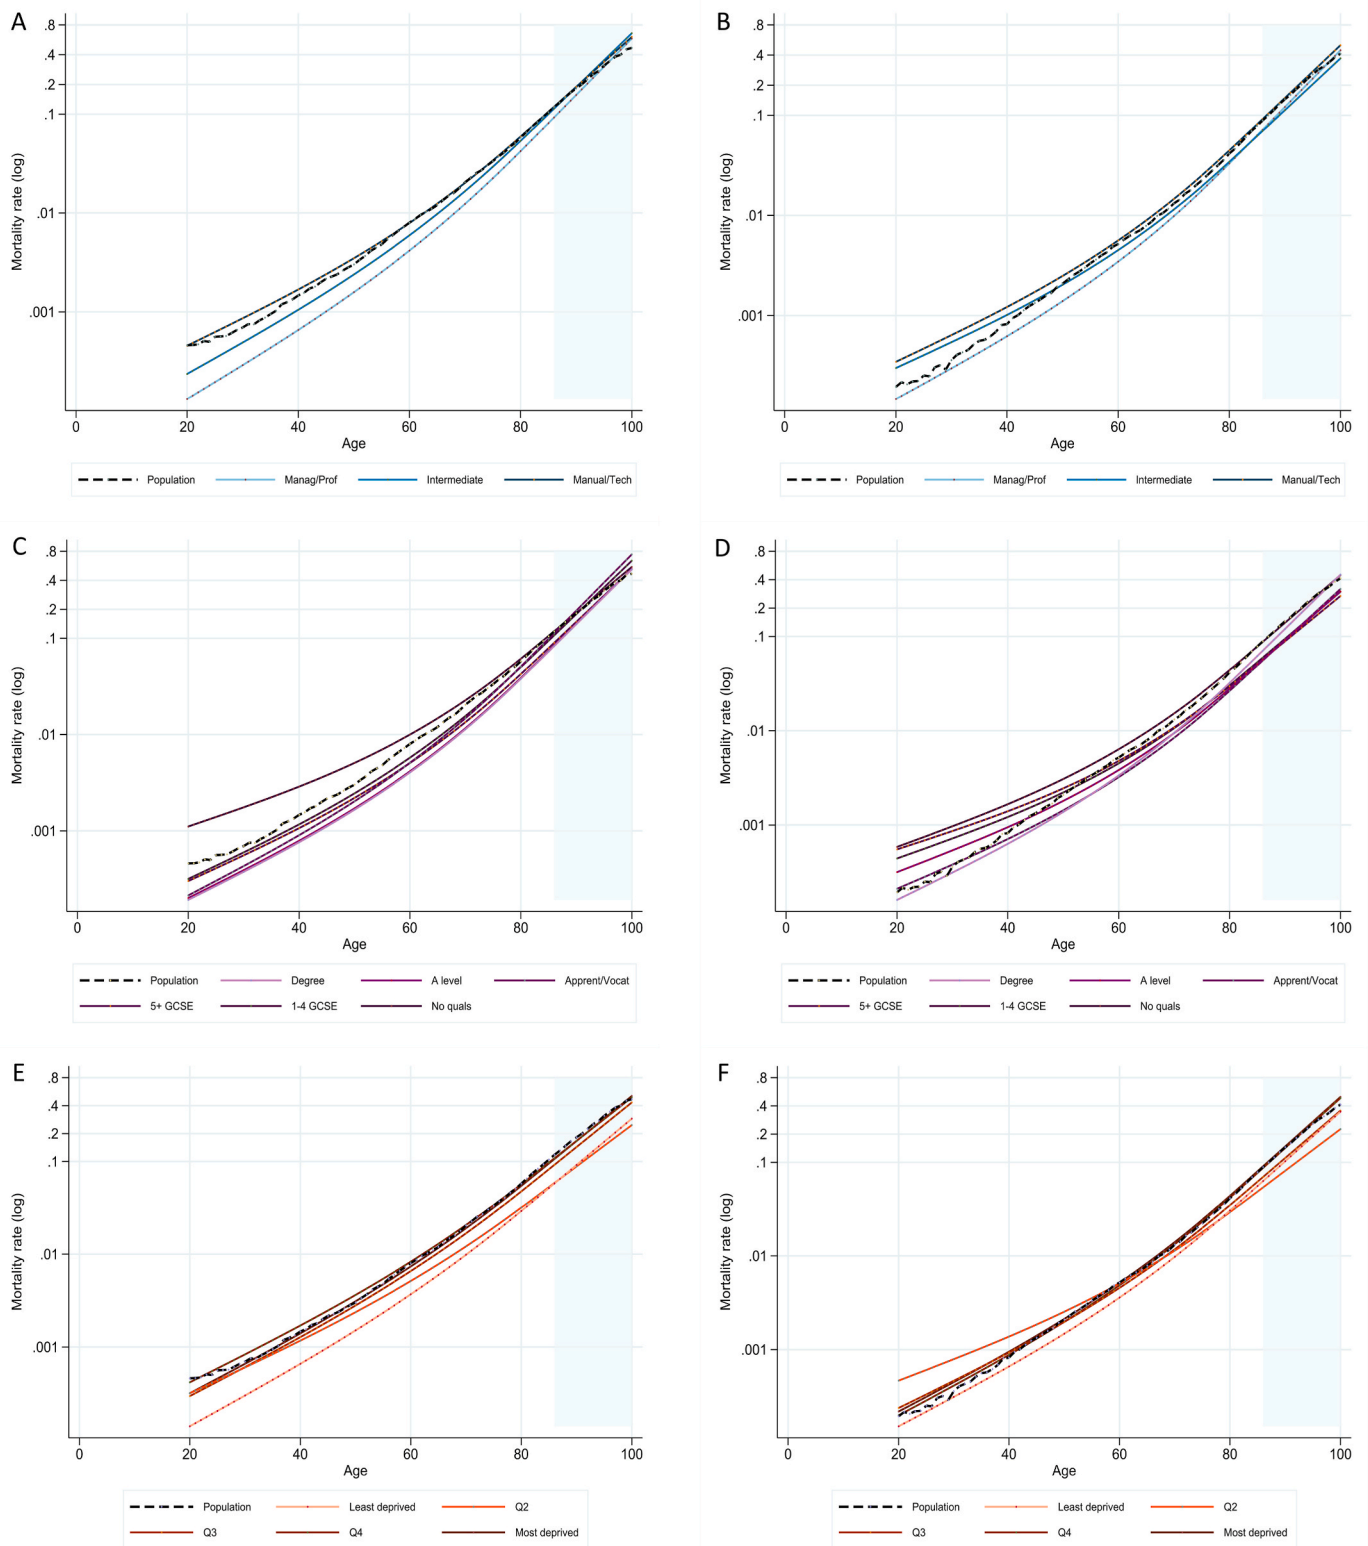 A
Mortality rate (log)
.8
.4
.2
.1
.01
.001
0 20 40 60 80 100
Age
Population Manag/Prof Intermediate Manual/Tech
B
Mortality rate (log)
.8
.4
.2
.1
.01
.001
0 20 40 60 80 100
Age
Population Manag/Prof Intermediate Manual/Tech
C
Mortality rate (log)
.8
.4
.2
.1
.01
.001
0 20 40 60 80 100
Age
Population Degree A level Apprent/Vocat
5+ GCSE 1-4 GCSE No quals
D
Mortality rate (log)
.8
.4
.2
.1
.01
.001
0 20 40 60 80 100
Age
Population Degree A level Apprent/Vocat
5+ GCSE 1-4 GCSE No quals
E
Mortality rate (log)
.8
.4
.2
.1
.01
.001
0 20 40 60 80 100
Age
Population Least deprived Q2
Q3 Q4 Most deprived
F
Mortality rate (log)
.8
.4
.2
.1
.01
.001
0 20 40 60 80 100
Age
Population Least deprived Q2
Q3 Q4 Most deprived